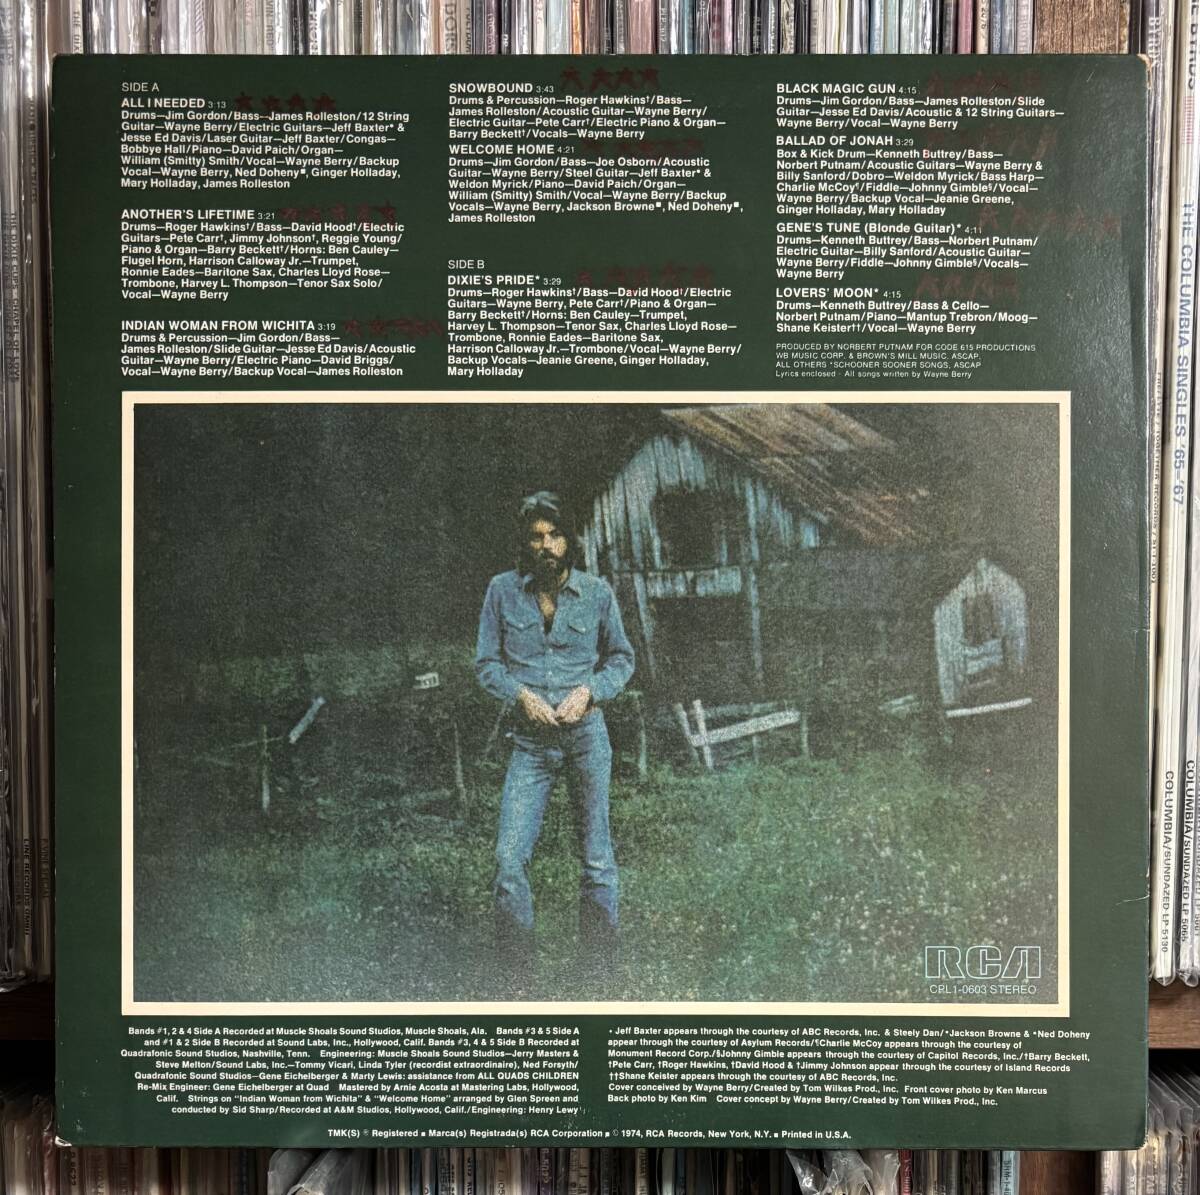 SIDE A
ALL I NEEDED 3:13
Drums—Jim Gordon/Bass—James Rolleston/12 String
Guitar—Wayne Berry/Electric Guitars—Jeff Baxter* &
Jesse Ed Davis/Laser Guitar—Jeff Baxter/Congas—
Bobbye Hall/Piano—David Paich/Organ—
William (Smitty) Smith/Vocal—Wayne Berry/Backup
Vocal—Wayne Berry, Ned Doheny■, Ginger Holladay,
Mary Holladay, James Rolleston
ANOTHER'S LIFETIME 3:21
Drums—Roger Hawkins†/Bass—David Hood†/Electric
Guitars—Pete Carr†, Jimmy Johnson†, Reggie Young/
Piano & Organ—Barry Beckett†/Horns: Ben Cauley—
Flugel Horn, Harrison Calloway Jr.—Trumpet,
Ronnie Eades—Baritone Sax, Charles Lloyd Rose—
Trombone, Harvey L. Thompson—Tenor Sax Solo/
Vocal—Wayne Berry
INDIAN WOMAN FROM WICHITA 3:19
Drums & Percussion—Jim Gordon/Bass—
James Rolleston/Slide Guitar—Jesse Ed Davis/Acoustic
Guitar—Wayne Berry/Electric Piano—David Briggs/
Vocal—Wayne Berry/Backup Vocal—James Rolleston
SNOWBOUND 3:43
Drums & Percussion—Roger Hawkins†/Bass—
James Rolleston/Acoustic Guitar—Wayne Berry/
Electric Guitar—Pete Carr†/Electric Piano & Organ—
Barry Beckett†/Vocals—Wayne Berry
WELCOME HOME 4:21
Drums—Jim Gordon/Bass—Joe Osborn/Acoustic
Guitar—Wayne Berry/Steel Guitar—Jeff Baxter* &
Weldon Myrick/Piano—David Paich/Organ—
William (Smitty) Smith/Vocal—Wayne Berry/Backup
Vocals—Wayne Berry, Jackson Browne■, Ned Doheny■,
James Rolleston
SIDE B
DIXIE'S PRIDE* 3:29
Drums—Roger Hawkins†/Bass—David Hood†/Electric
Guitars—Wayne Berry, Pete Carr†/Piano & Organ—
Barry Beckett†/Horns: Ben Cauley—Trumpet,
Harvey L. Thompson—Tenor Sax, Charles Lloyd Rose—
Trombone, Ronnie Eades—Baritone Sax,
Harrison Calloway Jr.—Trombone/Vocal—Wayne Berry/
Backup Vocals—Jeanie Greene, Ginger Holladay,
Mary Holladay
BLACK MAGIC GUN 4:15
Drums—Jim Gordon/Bass—James Rolleston/Slide
Guitar—Jesse Ed Davis/Acoustic & 12 String Guitars—
Wayne Berry/Vocal—Wayne Berry
BALLAD OF JONAH 3:29
Box & Kick Drum—Kenneth Buttrey/Bass—
Norbert Putnam/Acoustic Guitars—Wayne Berry &
Billy Sanford/Dobro—Weldon Myrick/Bass Harp—
Charlie McCoy¶/Fiddle—Johnny Gimble§/Vocal—
Wayne Berry/Backup Vocal—Jeanie Greene,
Ginger Holladay, Mary Holladay
GENE'S TUNE (Blonde Guitar)* 4:11
Drums—Kenneth Buttrey/Bass—Norbert Putnam/
Electric Guitar—Billy Sanford/Acoustic Guitar—
Wayne Berry/Fiddle—Johnny Gimble§/Vocals—
Wayne Berry
LOVERS' MOON* 4:15
Drums—Kenneth Buttrey/Bass & Cello—
Norbert Putnam/Piano—Mantup Trebron/Moog—
Shane Keister††/Vocal—Wayne Berry
PRODUCED BY NORBERT PUTNAM FOR CODE 615 PRODUCTIONS
WB MUSIC CORP. & BROWN'S MILL MUSIC, ASCAP.
ALL OTHERS *SCHOONER SOONER SONGS, ASCAP
Lyrics enclosed - All songs written by Wayne Berry
RCA
CPL1-0603 STEREO
Bands #1, 2 & 4 Side A Recorded at Muscle Shoals Sound Studios, Muscle Shoals, Ala. Bands #3 & 5 Side A
and #1 & 2 Side B Recorded at Sound Labs, Inc., Hollywood, Calif. Bands #3, 4 & 5 Side B Recorded at
Quadrafonic Sound Studios, Nashville, Tenn. Engineering: Muscle Shoals Sound Studios—Jerry Masters &
Steve Melton/Sound Labs, Inc.—Tommy Vicari, Linda Tyler (recordist extraordinaire), Ned Forsyth/
Quadrafonic Sound Studios—Gene Eichelberger & Marty Lewis: assistance from ALL QUADS CHILDREN
Re-Mix Engineer: Gene Eichelberger at Quad Mastered by Arnie Acosta at Mastering Labs, Hollywood,
Calif. Strings on "Indian Woman from Wichita" & "Welcome Home" arranged by Glen Spreen and
conducted by Sid Sharp/Recorded at A&M Studios, Hollywood, Calif./Engineering: Henry Lewy
* Jeff Baxter appears through the courtesy of ABC Records, Inc. & Steely Dan/■Jackson Browne & ■Ned Doheny
appear through the courtesy of Asylum Records/¶Charlie McCoy appears through the courtesy of
Monument Record Corp./§Johnny Gimble appears through the courtesy of Capitol Records, Inc./†Barry Beckett,
†Pete Carr, †Roger Hawkins, †David Hood & †Jimmy Johnson appear through the courtesy of Island Records
††Shane Keister appears through the courtesy of ABC Records, Inc.
Cover conceived by Wayne Berry/Created by Tom Wilkes Prod., Inc. Front cover photo by Ken Marcus
Back photo by Ken Kim Cover concept by Wayne Berry/Created by Tom Wilkes Prod., Inc.
TMK(S) ® Registered ■ Marca(s) Registrada(s) RCA Corporation ■ © 1974, RCA Records, New York, N.Y. ■ Printed in U.S.A.
THE COLUMBIA SINGLES '65–'67
COLUMBIA/SUNDAZED LP 5130
COLUMBIA/SUNDAZED LP 5065